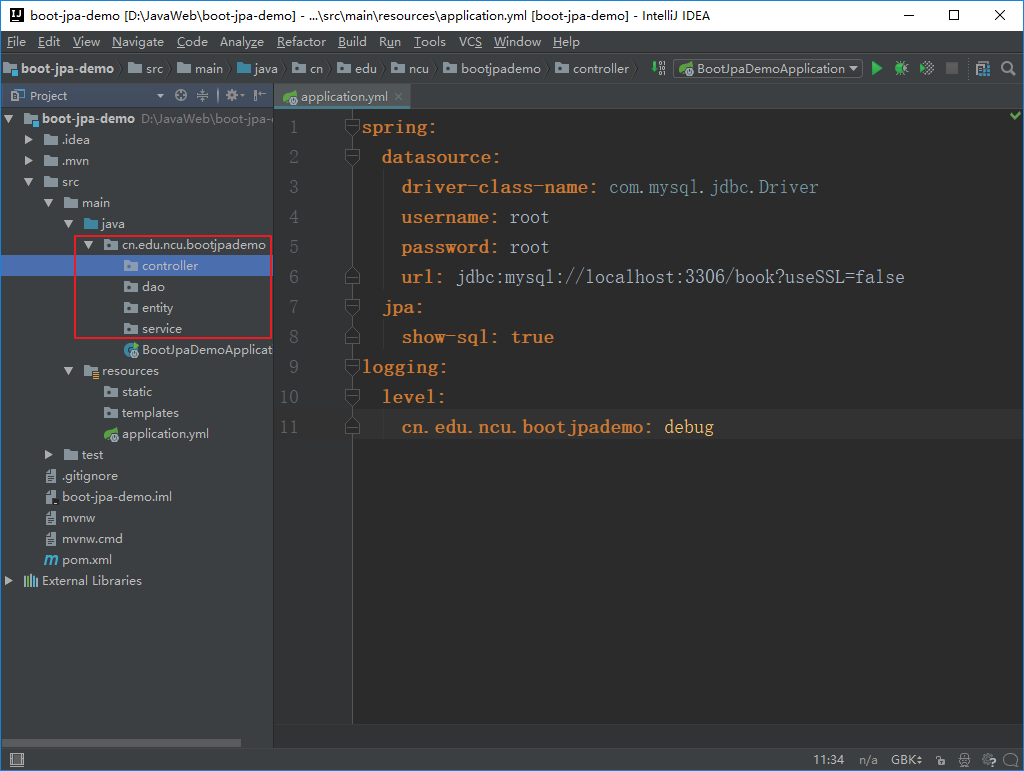 boot-jpa-demo [D:\JavaWeb\boot-jpa-demo] - ...\src\main\resources\application.yml [boot-jpa-demo] - IntelliJ IDEA
File Edit View Navigate Code Analyze Refactor Build Run Tools VCS Window Help
boot-jpa-demo src main java cn edu ncu bootjpademo controller BootJpaDemoApplication
Project
application.yml
boot-jpa-demo D:\JavaWeb\boot-jpa-
.idea
.mvn
src
main
java
cn.edu.ncu.bootjpademo
controller
dao
entity
service
BootJpaDemoApplicat
resources
static
templates
application.yml
test
.gitignore
boot-jpa-demo.iml
mvnw
mvnw.cmd
pom.xml
External Libraries
1 spring:
2 datasource:
3 driver-class-name: com.mysql.jdbc.Driver
4 username: root
5 password: root
6 url: jdbc:mysql://localhost:3306/book?useSSL=false
7 jpa:
8 show-sql: true
9 logging:
10 level:
11 cn.edu.ncu.bootjpademo: debug
11:34 n/a GBK